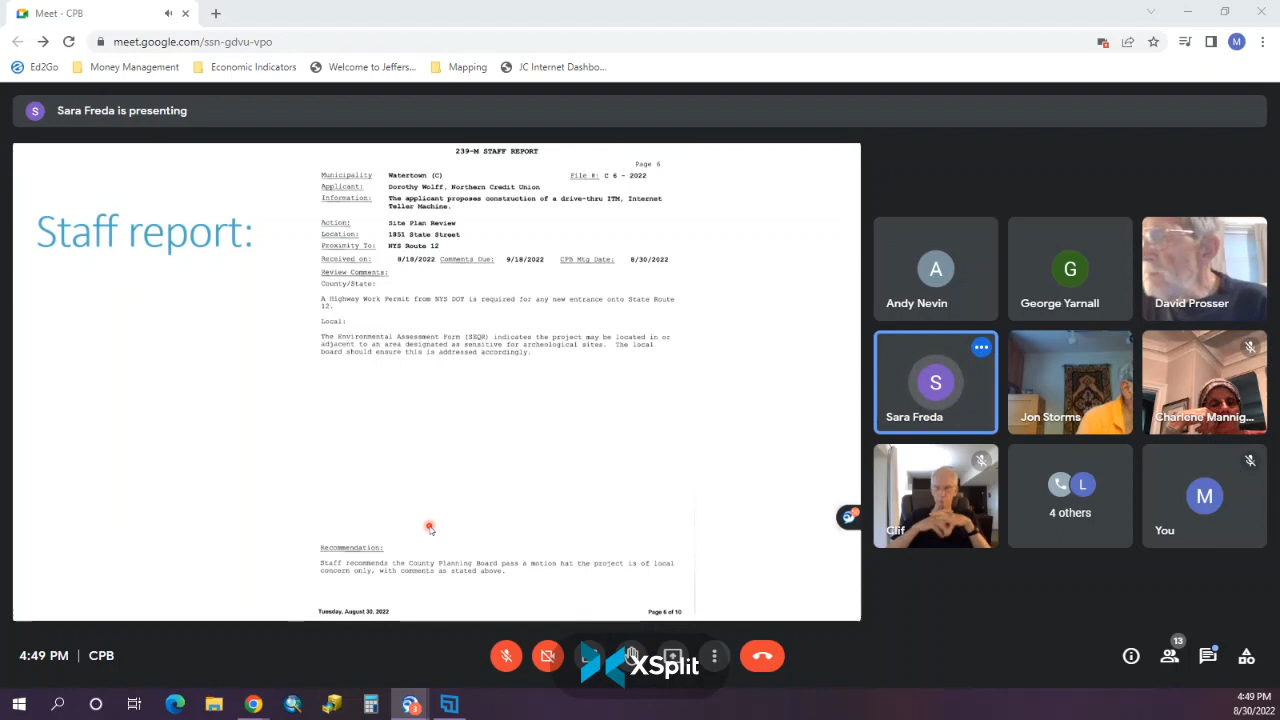 Meet - CPB
meet.google.com/ssn-gdvu-vpo
M
Ed2Go
Money Management
Economic Indicators
Welcome to Jeffers...
Mapping
JC Internet Dashbo...
S
Sara Freda is presenting
Staff report:
239-M STAFF REPORT
Page 6
Municipality Watertown (C) File #: C 6 - 2022
Applicant: Dorothy Wolff, Northern Credit Union
Information: The applicant proposes construction of a drive-thru ITM, Internet
Teller Machine.
Action: Site Plan Review
Location: 1851 State Street
Proximity To: NYS Route 12
Received on: 8/18/2022 Comments Due: 9/18/2022 CPB Mtg Date: 8/30/2022
Review Comments:
County/State:
A Highway Work Permit from NYS DOT is required for any new entrance onto State Route
12.
Local:
The Environmental Assessment Form (SEQR) indicates the project may be located in or
adjacent to an area designated as sensitive for archeological sites. The local
board should ensure this is addressed accordingly.
Recommendation:
Staff recommends the County Planning Board pass a motion hat the project is of local
concern only, with comments as stated above.
Tuesday, August 30, 2022
Page 6 of 10
A
Andy Nevin
G
George Yarnall
David Prosser
S
Sara Freda
Jon Storms
Charlene Mannig...
Clif
L
4 others
M
You
4:49 PM | CPB
XSplit
13
3
4:49 PM
8/30/2022